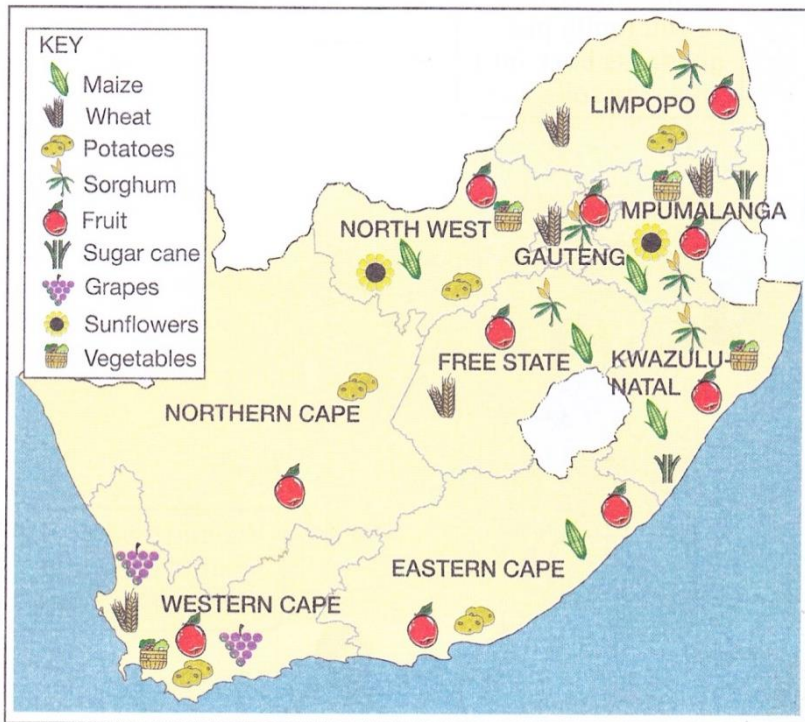 KEY
Maize
Wheat
Potatoes
Sorghum
Fruit
Sugar cane
Grapes
Sunflowers
Vegetables
LIMPOPO
NORTH WEST
GAUTENG
MPUMALANGA
FREE STATE
KWAZULU-
NATAL
NORTHERN CAPE
EASTERN CAPE
WESTERN CAPE